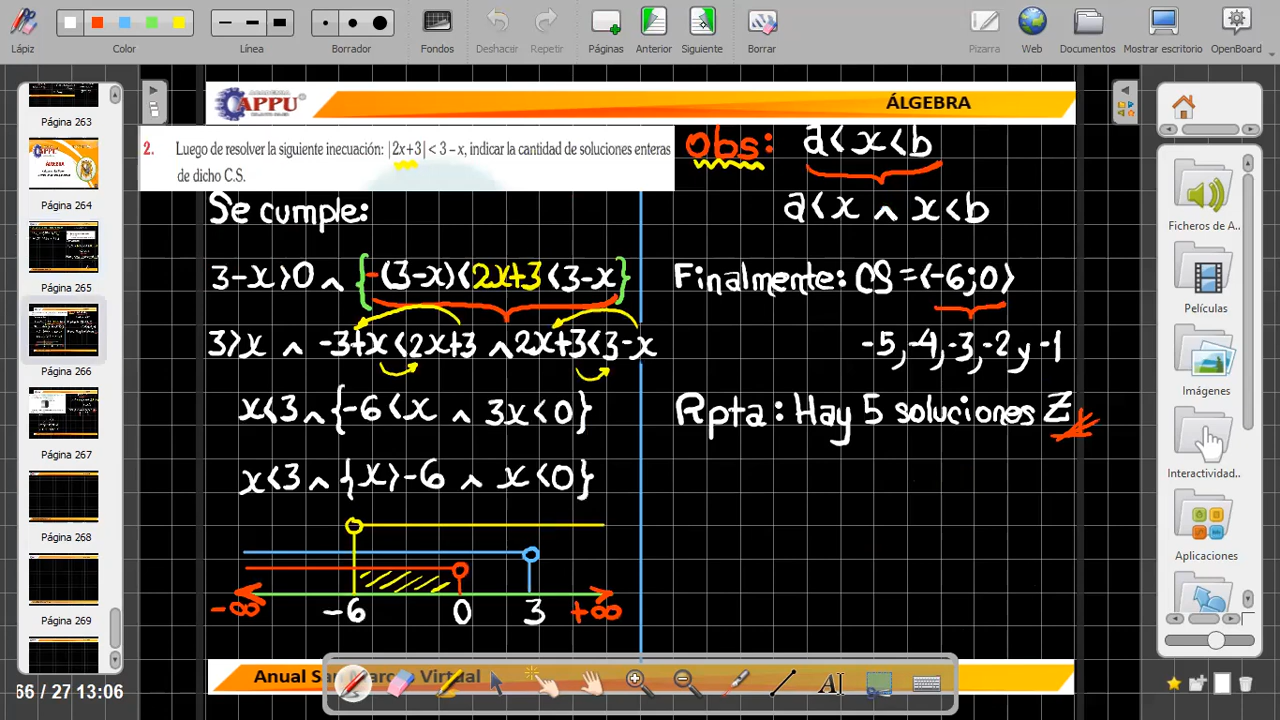 Lápiz
Color
Línea
Borrador
Fondos
Deshacer
Repetir
Páginas
Anterior
Siguiente
Borrar
Pizarra
Web
Documentos
Mostrar escritorio
OpenBoard
Página 263
Página 264
Página 265
Página 266
Página 267
Página 268
Página 269
66 / 27 13:06
ACADEMIA
APPU
ÁLGEBRA
2. Luego de resolver la siguiente inecuación: |2x+3| < 3 – x, indicar la cantidad de soluciones enteras
de dicho C.S.
Se cumple:
3-x>0 ∧ {-(3-x)<2x+3<3-x}
3>x ∧ -3+x<2x+3 ∧ 2x+3<3-x
x<3 ∧ {-6<x ∧ 3x<0}
x<3 ∧ {x>-6 ∧ x<0}
-∞ -6 0 3 +∞
Obs: a<x<b
a<x ∧ x<b
Finalmente: CS = <-6;0>
-5, -4, -3, -2 y -1
Rpta: Hay 5 soluciones Z
Anual San Marcos Virtual
Ficheros de A...
Películas
Imágenes
Interactividad..
Aplicaciones